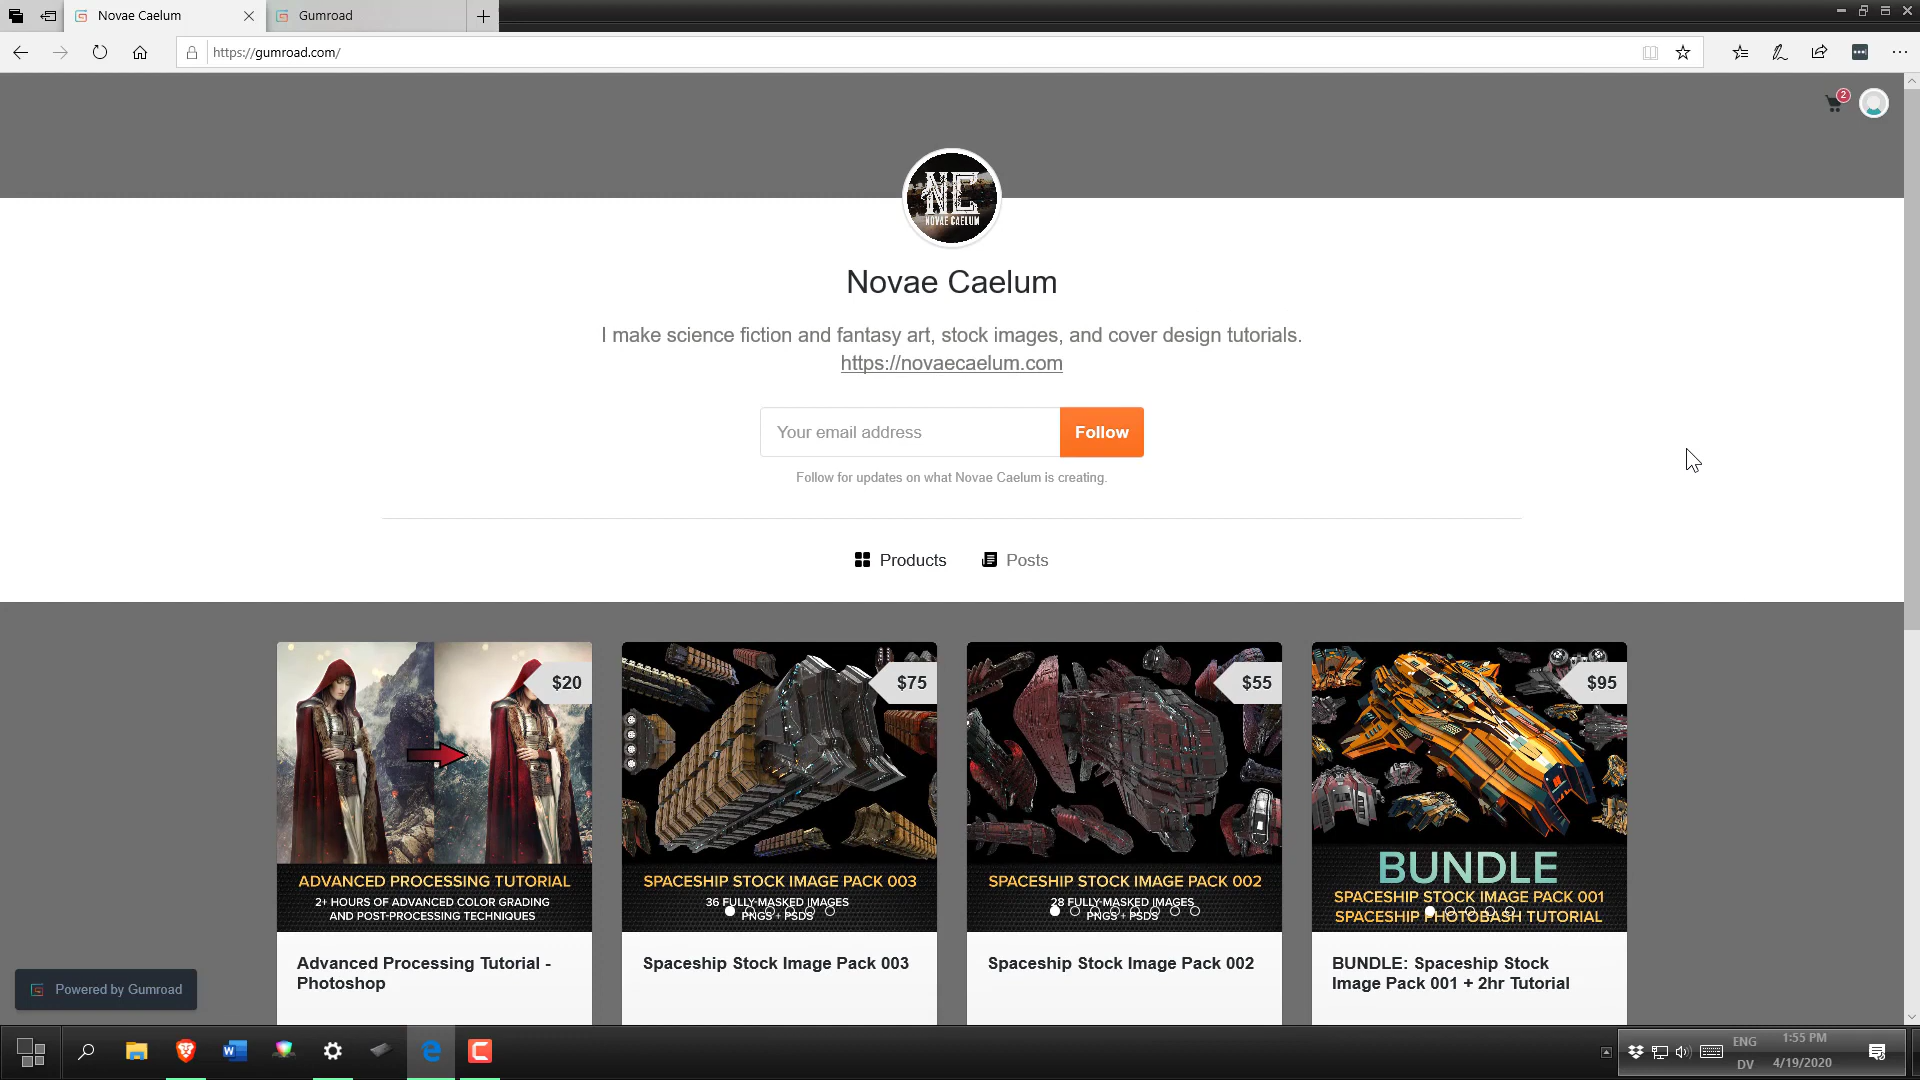 Novae Caelum
Gumroad
https://gumroad.com/
2
NC
NOVAE CAELUM
Novae Caelum
I make science fiction and fantasy art, stock images, and cover design tutorials.
https://novaecaelum.com
Your email address
Follow
Follow for updates on what Novae Caelum is creating.
Products
Posts
$20
$75
$55
$95
ADVANCED PROCESSING TUTORIAL
2+ HOURS OF ADVANCED COLOR GRADING
AND POST-PROCESSING TECHNIQUES
SPACESHIP STOCK IMAGE PACK 003
36 FULLY-MASKED IMAGES
PNGS + PSDS
SPACESHIP STOCK IMAGE PACK 002
28 FULLY-MASKED IMAGES
PNGS + PSDS
BUNDLE
SPACESHIP STOCK IMAGE PACK 001
SPACESHIP PHOTOBASH TUTORIAL
Advanced Processing Tutorial -
Photoshop
Spaceship Stock Image Pack 003
Spaceship Stock Image Pack 002
BUNDLE: Spaceship Stock
Image Pack 001 + 2hr Tutorial
Powered by Gumroad
ENG
DV
1:55 PM
4/19/2020